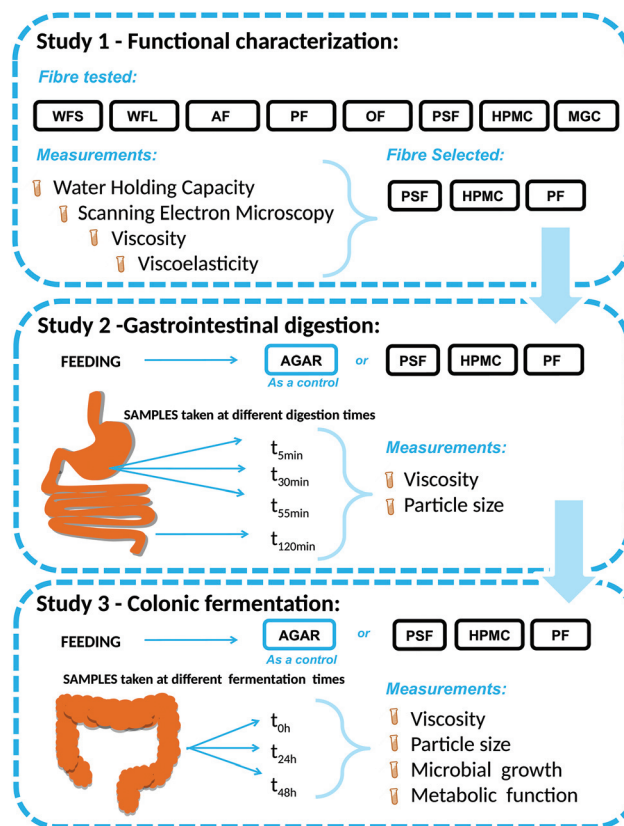 Study 1 - Functional characterization:
Fibre tested:
WFS WFL AF PF OF PSF HPMC MGC
Measurements:
Water Holding Capacity
Scanning Electron Microscopy
Viscosity
Viscoelasticity
Fibre Selected:
PSF HPMC PF
Study 2 -Gastrointestinal digestion:
FEEDING AGAR or PSF HPMC PF
As a control
SAMPLES taken at different digestion times
t5min
t30min
t55min
t120min
Measurements:
Viscosity
Particle size
Study 3 - Colonic fermentation:
FEEDING AGAR or PSF HPMC PF
As a control
SAMPLES taken at different fermentation times
t0h
t24h
t48h
Measurements:
Viscosity
Particle size
Microbial growth
Metabolic function